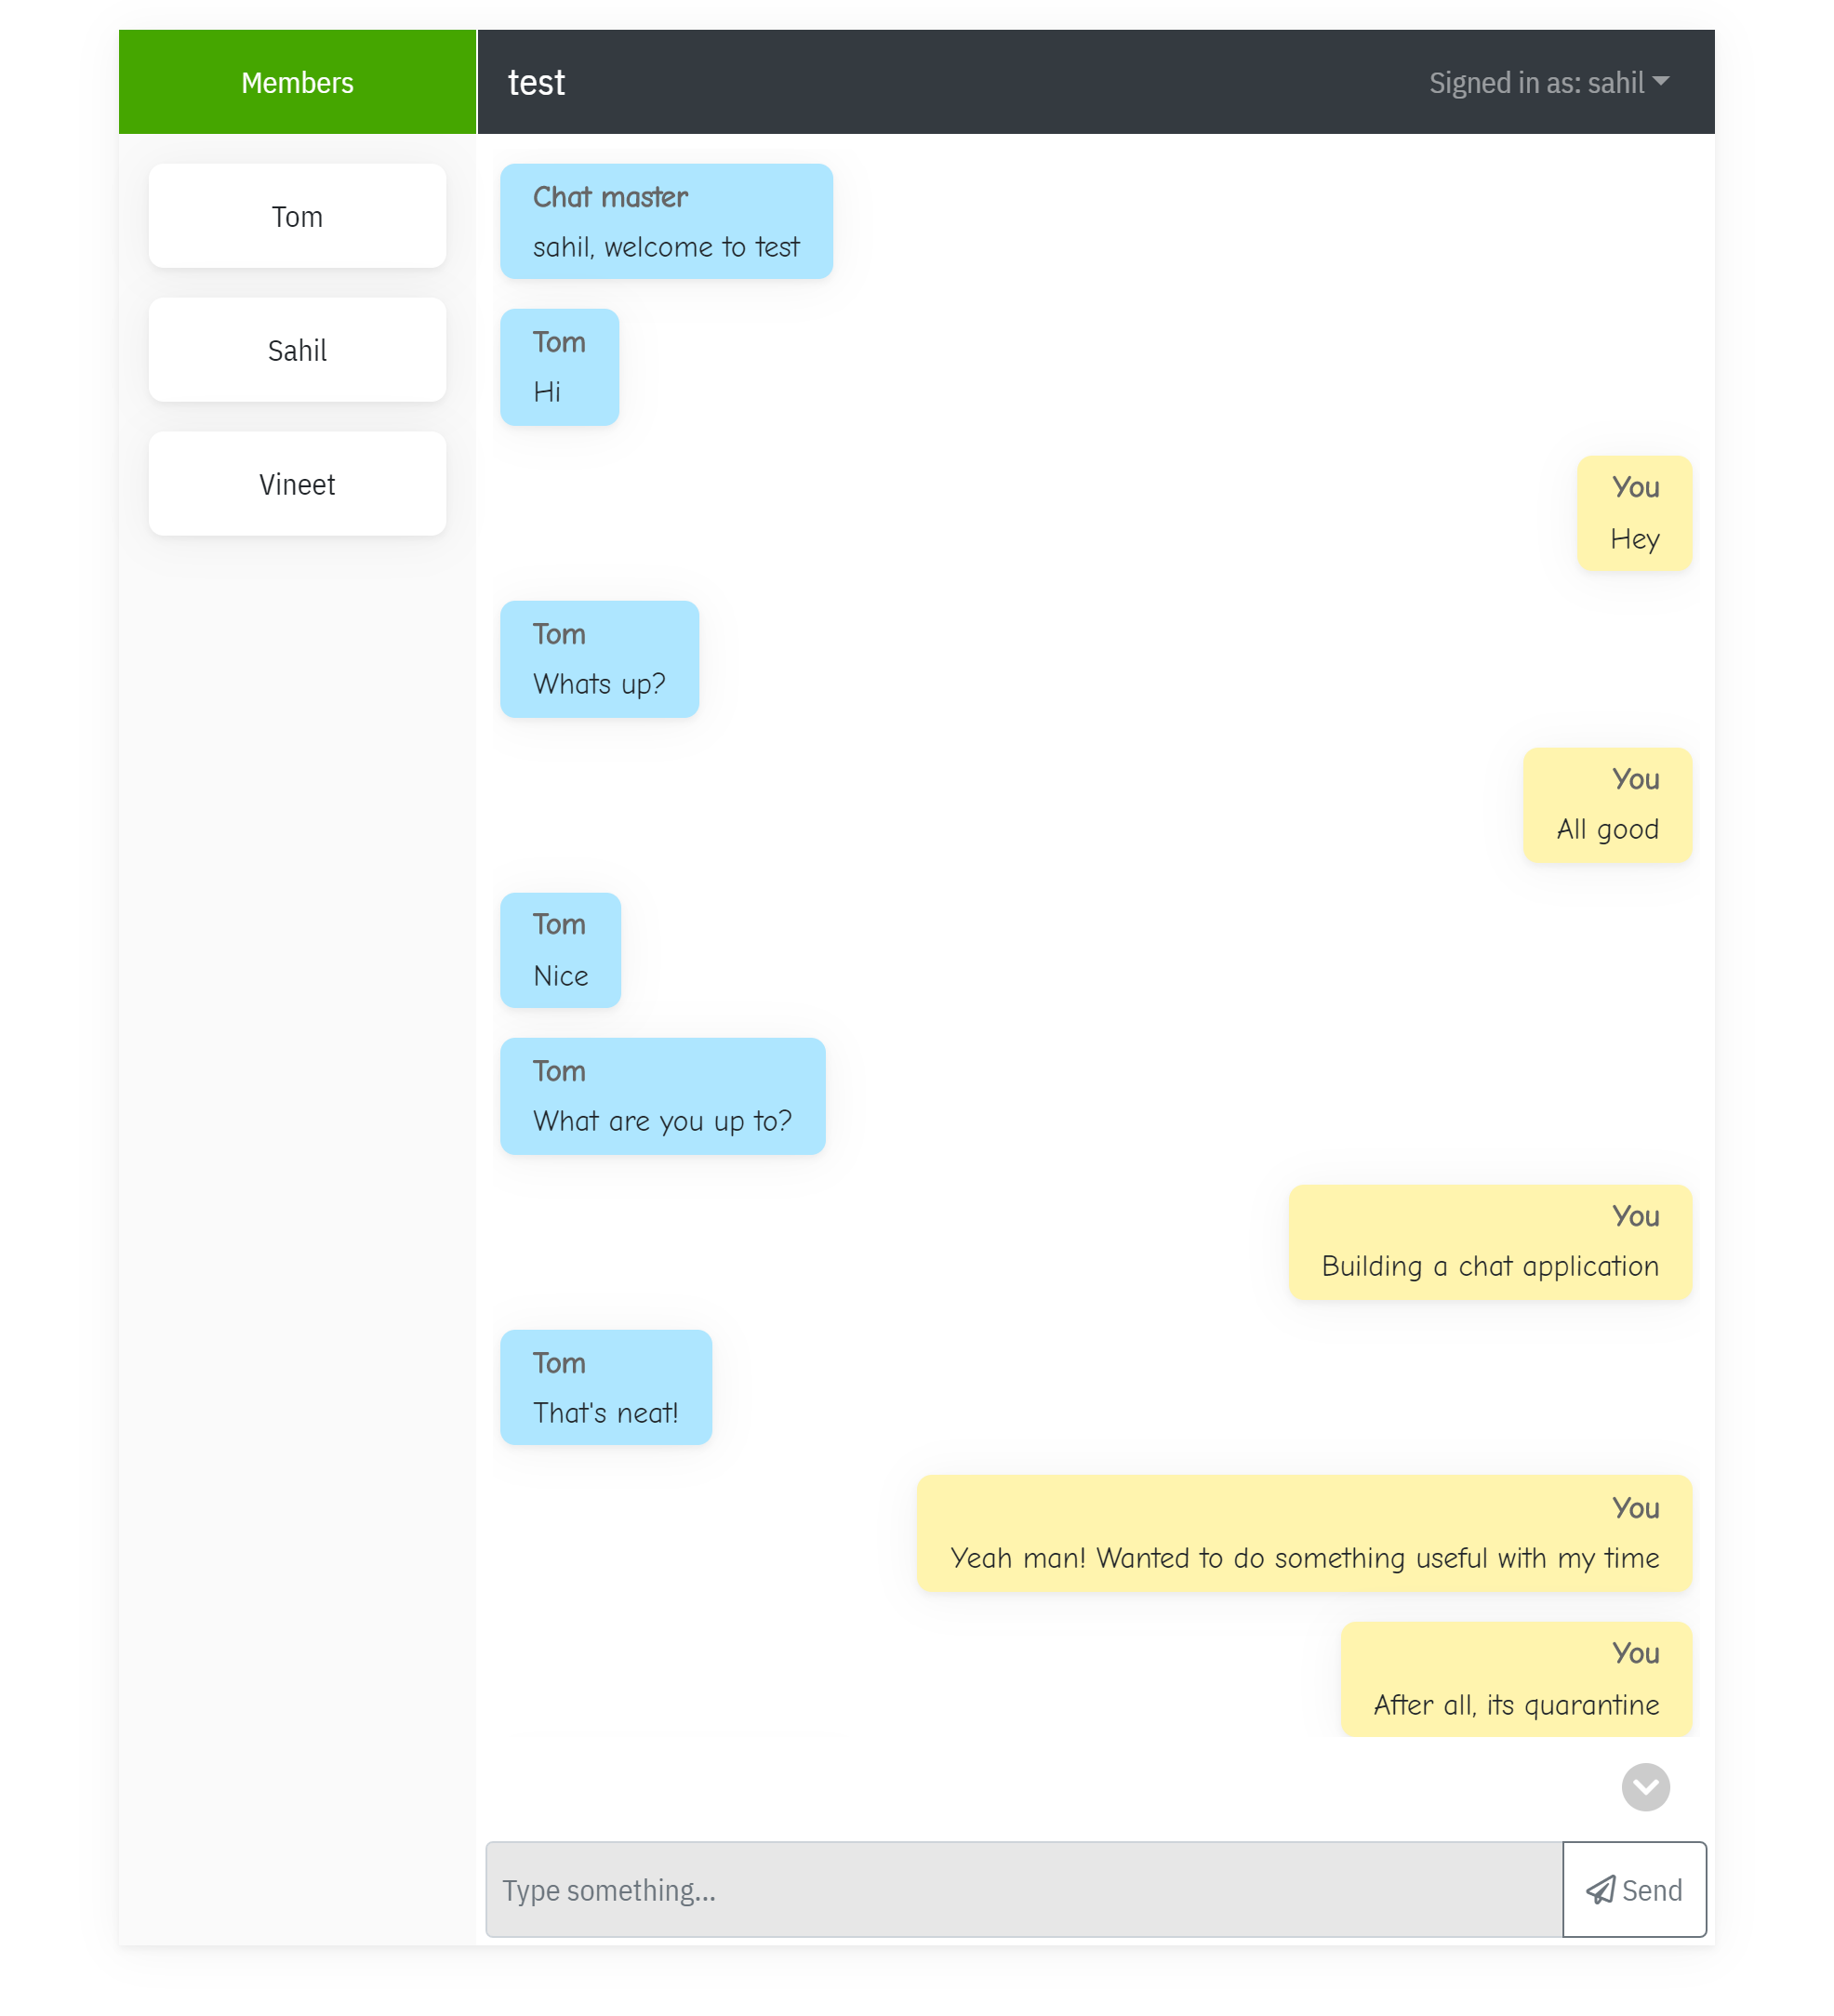 Members
test
Signed in as: sahil
Tom
Sahil
Vineet
Chat master
sahil, welcome to test
Tom
Hi
You
Hey
Tom
Whats up?
You
All good
Tom
Nice
Tom
What are you up to?
You
Building a chat application
Tom
That's neat!
You
Yeah man! Wanted to do something useful with my time
You
After all, its quarantine
Type something...
Send